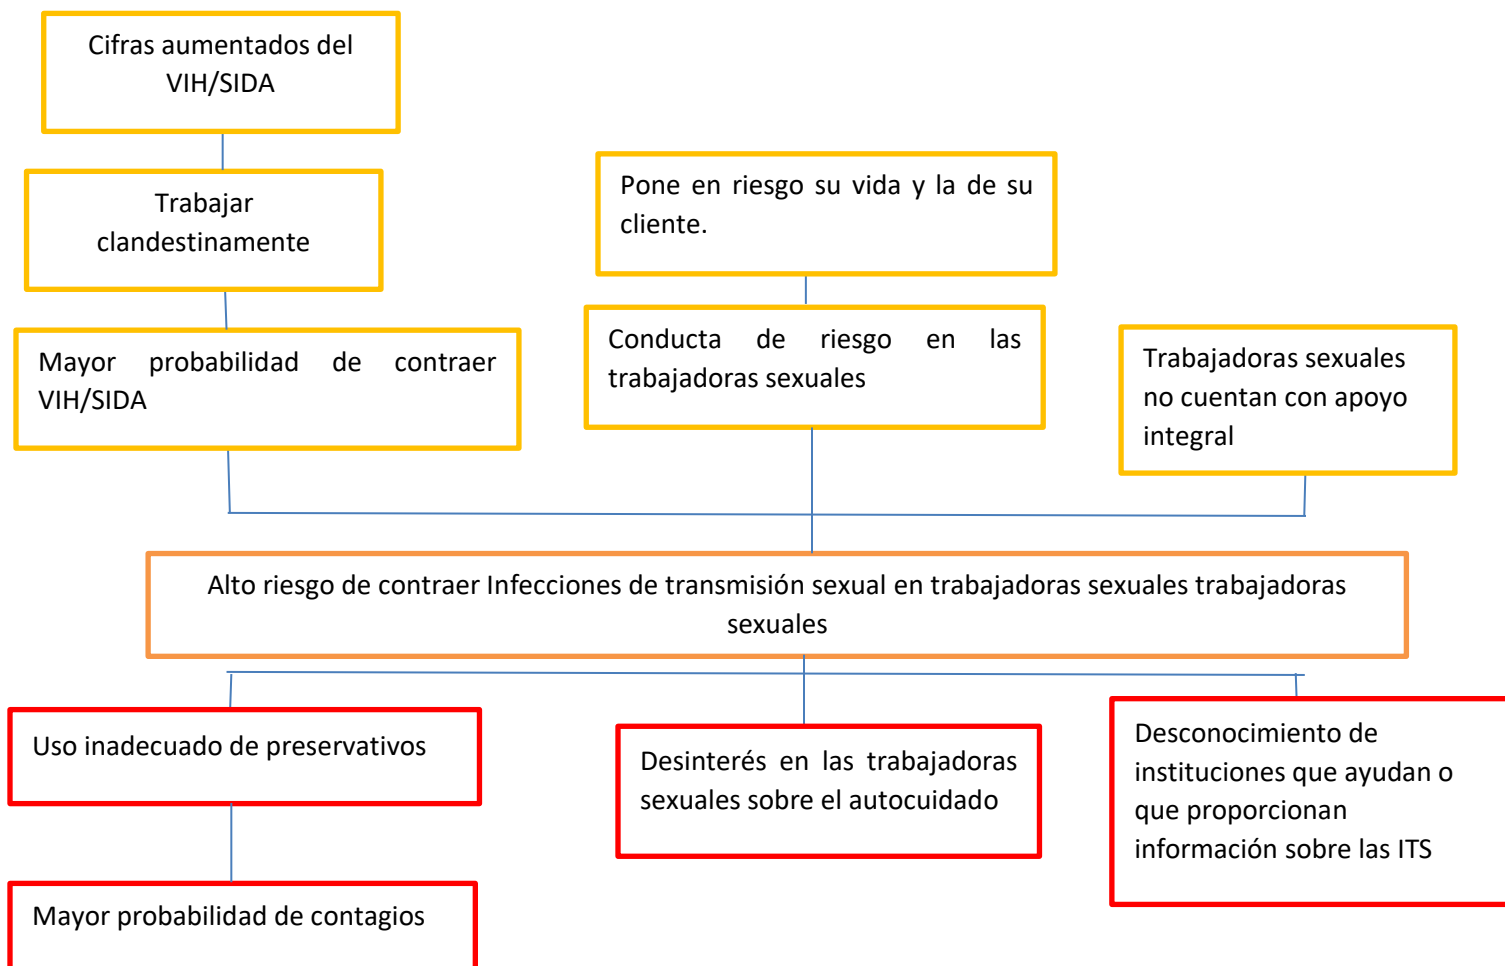 Cifras aumentados del
VIH/SIDA
Trabajar
clandestinamente
Pone en riesgo su vida y la de su
cliente.
Mayor probabilidad de contraer
VIH/SIDA
Conducta de riesgo en las
trabajadoras sexuales
Trabajadoras sexuales
no cuentan con apoyo
integral
Alto riesgo de contraer Infecciones de transmisión sexual en trabajadoras sexuales trabajadoras
sexuales
Uso inadecuado de preservativos
Desinterés en las trabajadoras
sexuales sobre el autocuidado
Desconocimiento de
instituciones que ayudan o
que proporcionan
información sobre las ITS
Mayor probabilidad de contagios